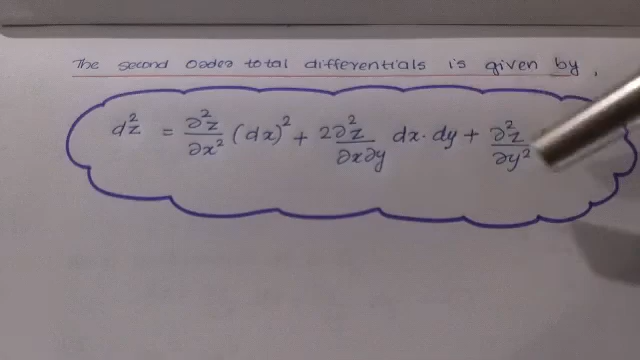 The second order total differentials is given by,
d²z = ∂²z/∂x² (dx)² + 2∂²z/∂x∂y dx·dy + ∂²z/∂y²